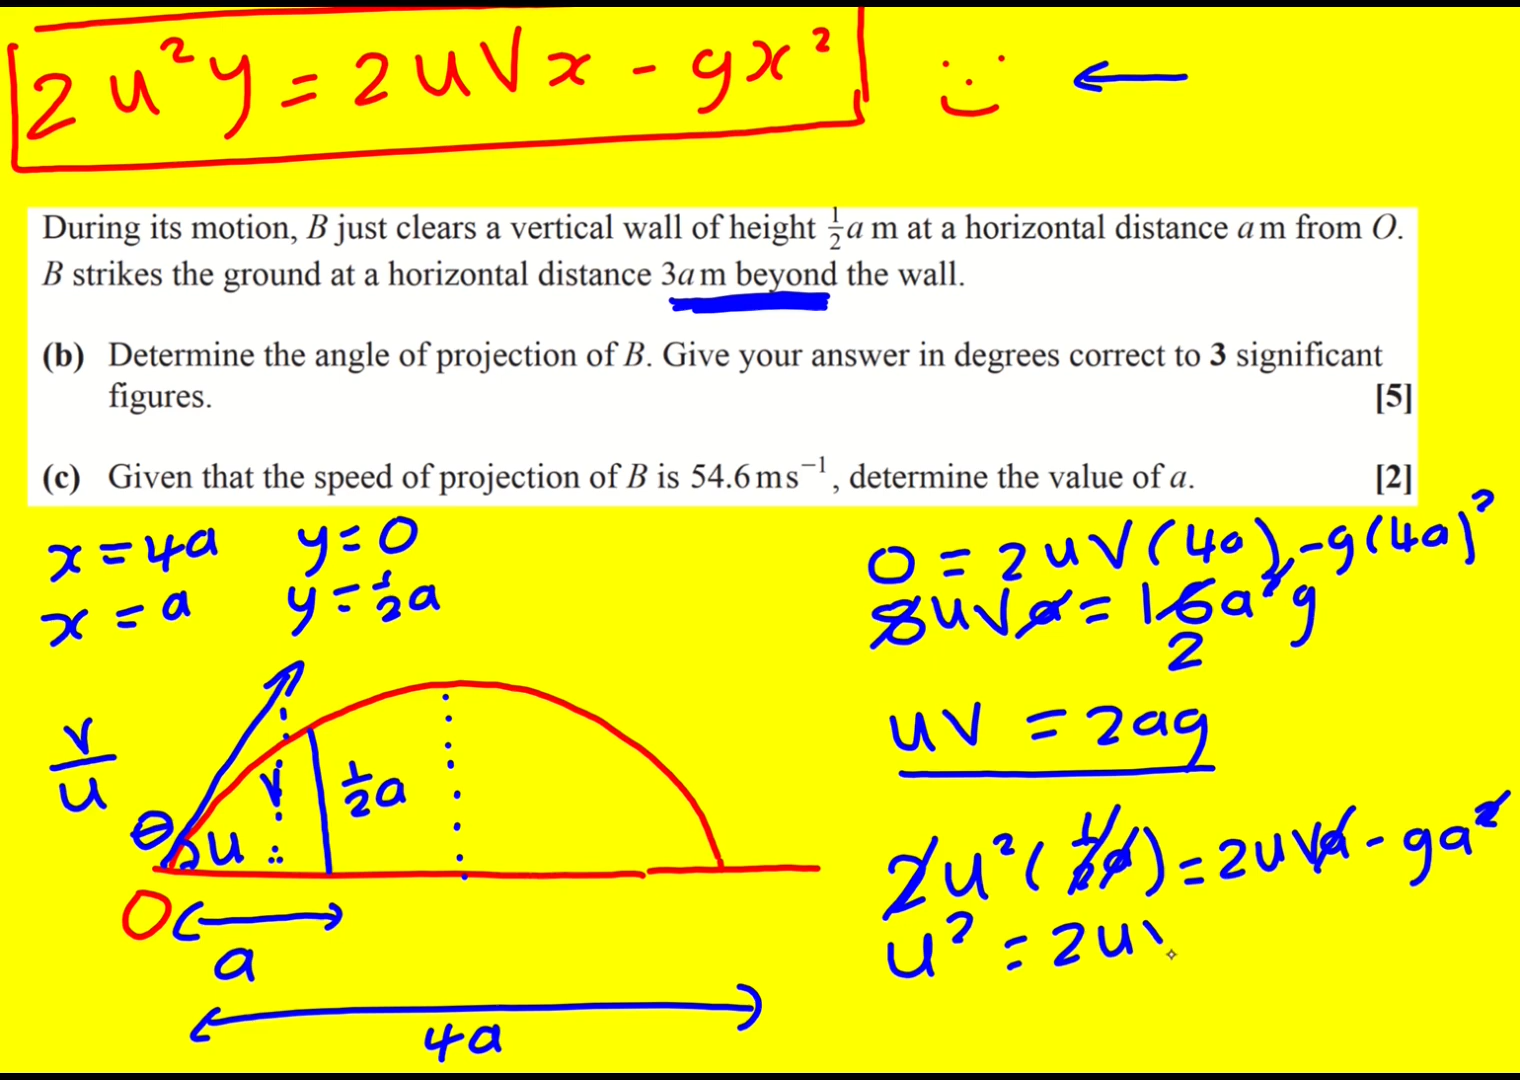 2u²y = 2uVx - gx²
During its motion, B just clears a vertical wall of height ½a m at a horizontal distance a m from O.
B strikes the ground at a horizontal distance 3a m beyond the wall.
(b) Determine the angle of projection of B. Give your answer in degrees correct to 3 significant
figures. [5]
(c) Given that the speed of projection of B is 54.6 m s⁻¹, determine the value of a. [2]
x = 4a y = 0
x = a y = ½a
0 = 2uV(4a) - g(4a)²
8uVa = 16a²g
2
uV = 2ag
2u²(½a) = 2uVa - ga²
u² = 2uV
V/u
θ
u
V
½a
O
a
4a